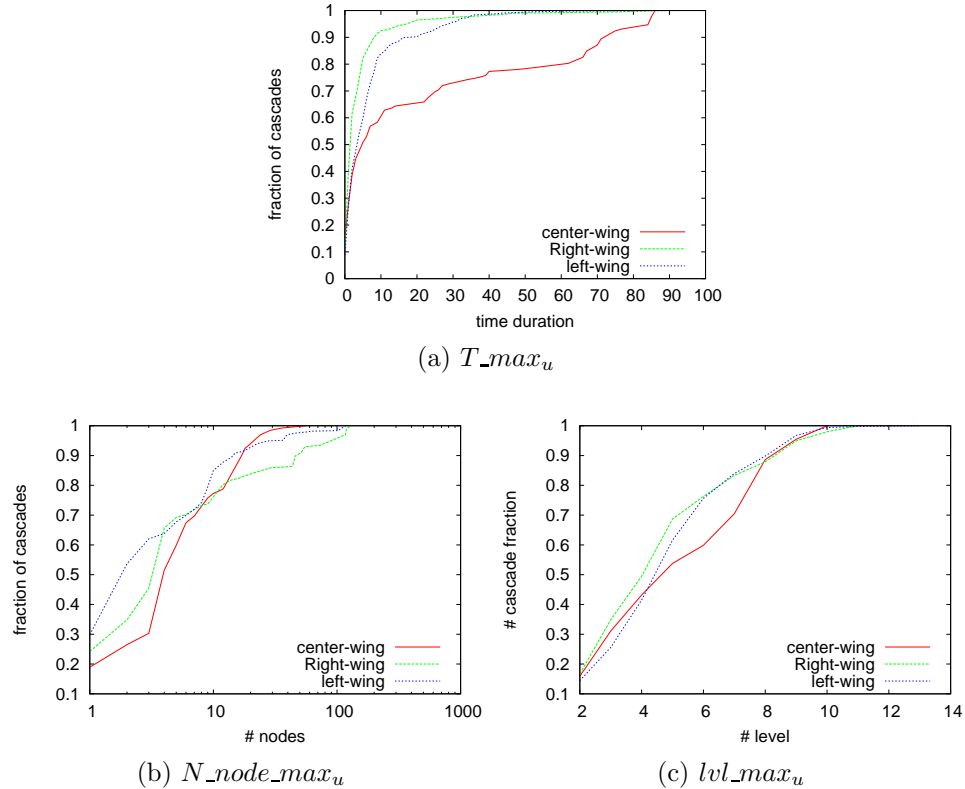 1
0.9
0.8
0.7
0.6
0.5
0.4
0.3
0.2
0.1
0
fraction of cascades
center-wing
Right-wing
left-wing
0 10 20 30 40 50 60 70 80 90 100
time duration
(a) T_max_u
1
0.9
0.8
0.7
0.6
0.5
0.4
0.3
0.2
0.1
fraction of cascades
center-wing
Right-wing
left-wing
1 10 100 1000
# nodes
(b) N_node_max_u
1
0.9
0.8
0.7
0.6
0.5
0.4
0.3
0.2
0.1
# cascade fraction
center-wing
Right-wing
left-wing
2 4 6 8 10 12 14
# level
(c) lvl_max_u